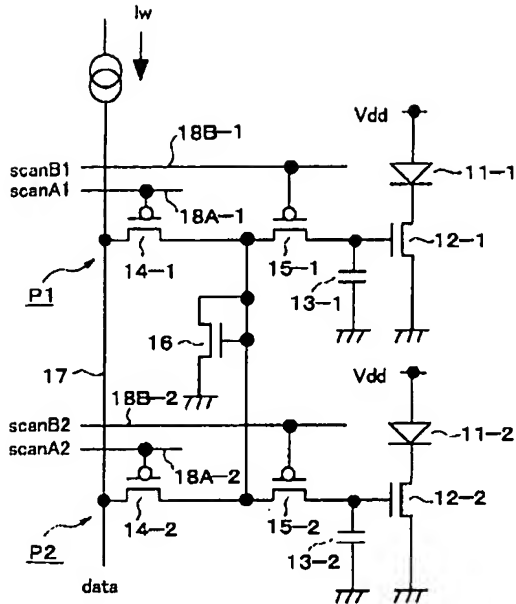 Iw
Vdd
18B-1
scanB1
scanA1
18A-1
11-1
12-1
14-1
15-1
13-1
P1
16
17
Vdd
18B-2
scanB2
scanA2
18A-2
11-2
12-2
14-2
15-2
13-2
P2
data